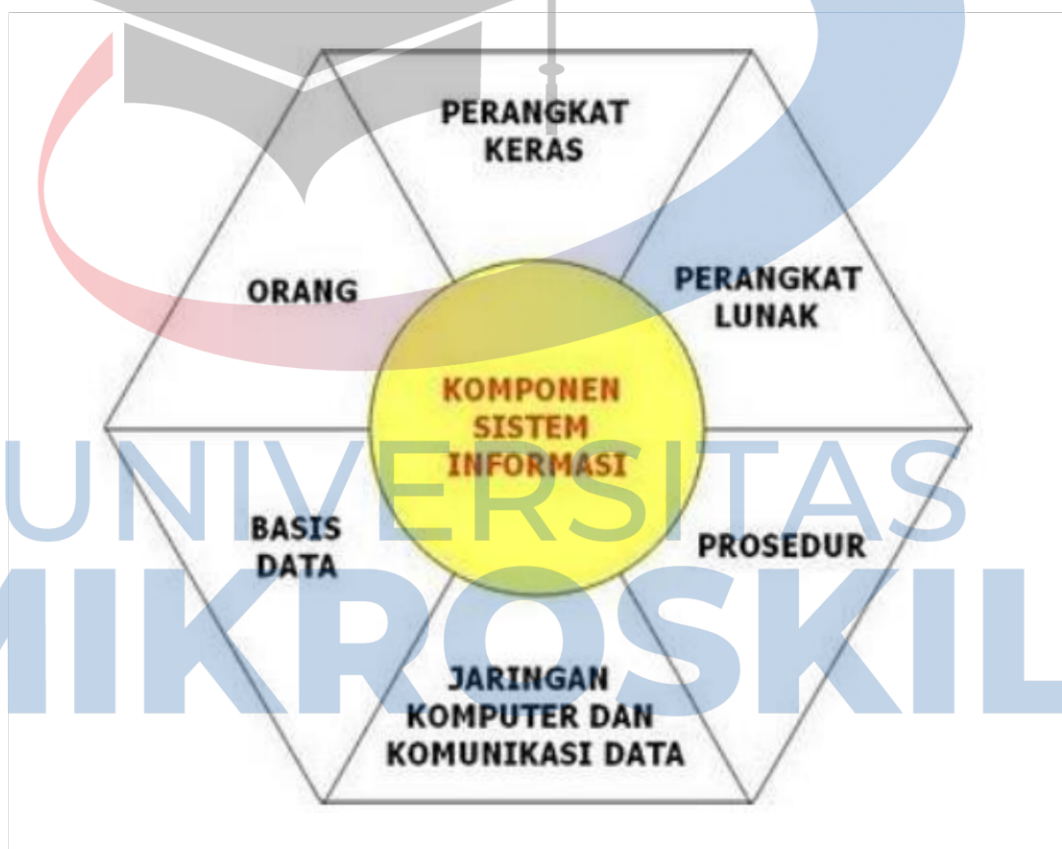 PERANGKAT
KERAS
ORANG
PERANGKAT
LUNAK
KOMPONEN
SISTEM
INFORMASI
BASIS
DATA
PROSEDUR
JARINGAN
KOMPUTER DAN
KOMUNIKASI DATA
UNIVERSITAS
MIKROSKIL